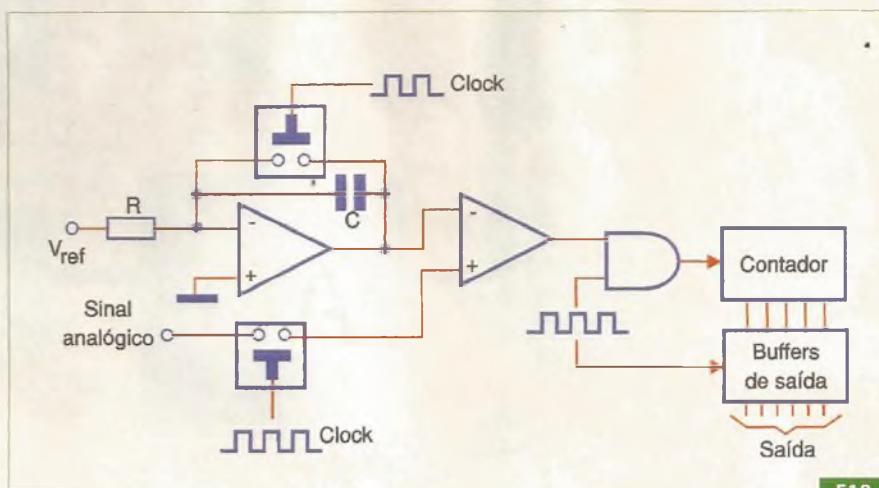 Clock
R
C
-
+
V_ref
-
+
Contador
Sinal
analógico
Buffers
de saída
Clock
Saída